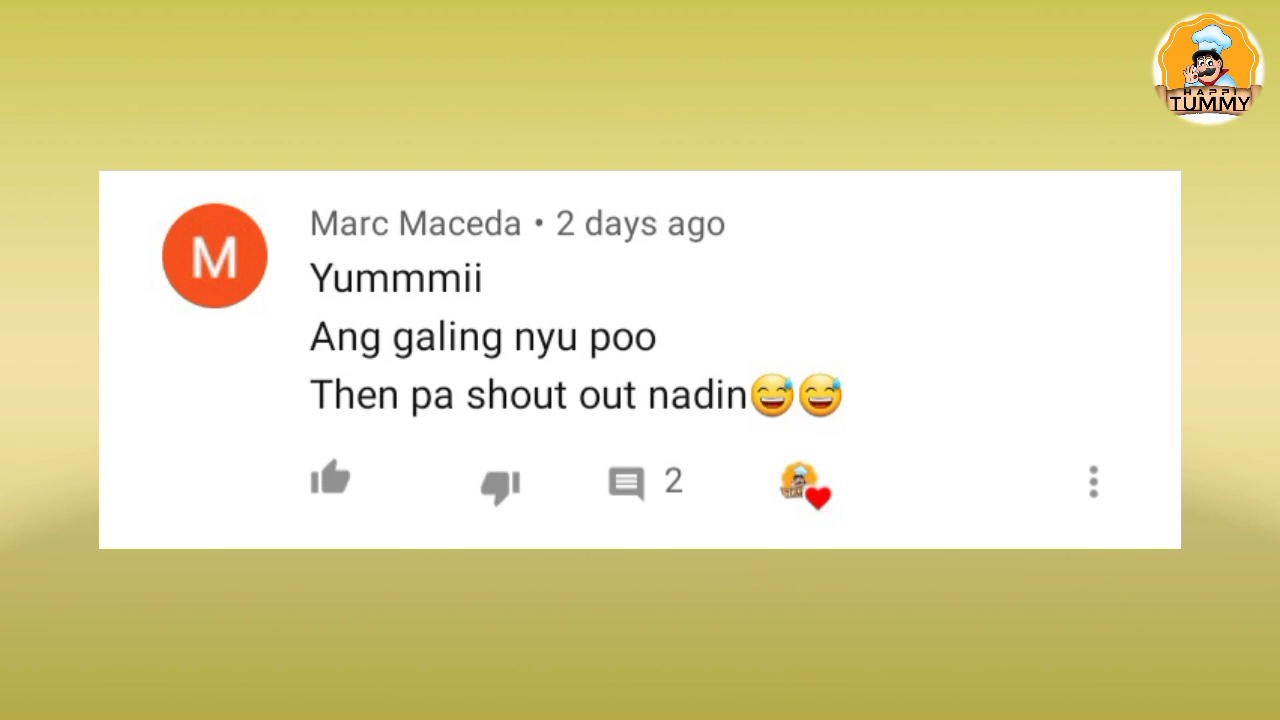 HAPPI
TUMMY
M
Marc Maceda • 2 days ago
Yummmii
Ang galing nyu poo
Then pa shout out nadin😅😅
2